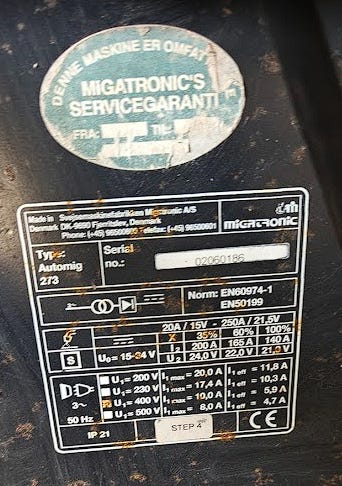 DENNE MASKINE ER OMFATT
MIGATRONIC'S
SERVICEGARANTI
FRA: TIL:
Made in Denmark
Svejsemaskinefabrikken Migatronic A/S
DK-9690 Fjerritslev, Denmark
Phone: (+45) 96500600 Telefax: (+45) 96500601
migatronic
Type:
Automig
273
Serial
no.: 02060186
Norm: EN60974-1
EN50199
20A / 15V - 250A / 21.5V
X 35% 60% 100%
S U₀= 15-34 V I₂ 200 A 165 A 140 A
U₂ 24,0 V 22,0 V 21,0 V
U₁= 200 V I₁ max = 20,0 A I₁ eff = 11,8 A
U₁= 230 V I₁ max = 17,4 A I₁ eff = 10,3 A
3~ U₁= 400 V I₁ max = 10,0 A I₁ eff = 5,9 A
50 Hz U₁= 500 V I₁ max = 8,0 A I₁ eff = 4,7 A
IP 21 STEP 4 CE